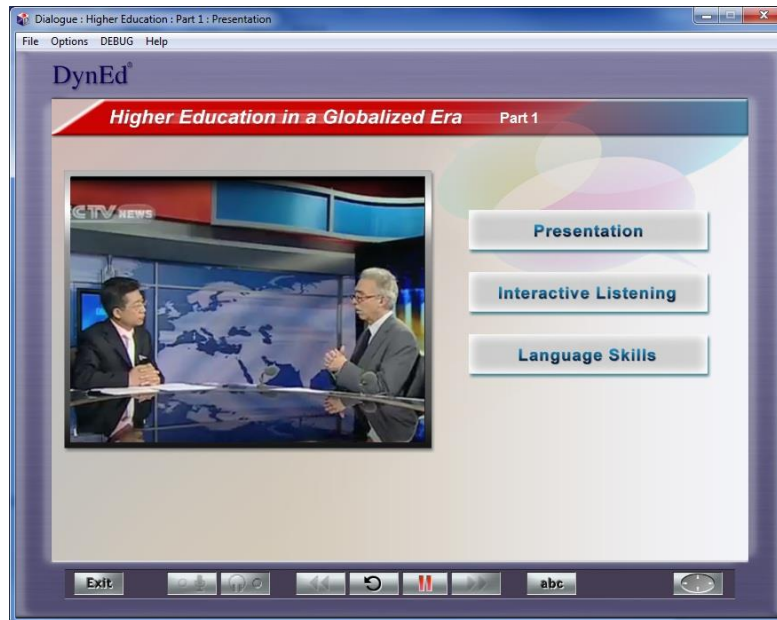 Dialogue : Higher Education : Part 1 : Presentation
File Options DEBUG Help
DynEd®
Higher Education in a Globalized Era Part 1
CCTV NEWS
Presentation
Interactive Listening
Language Skills
Exit
abc